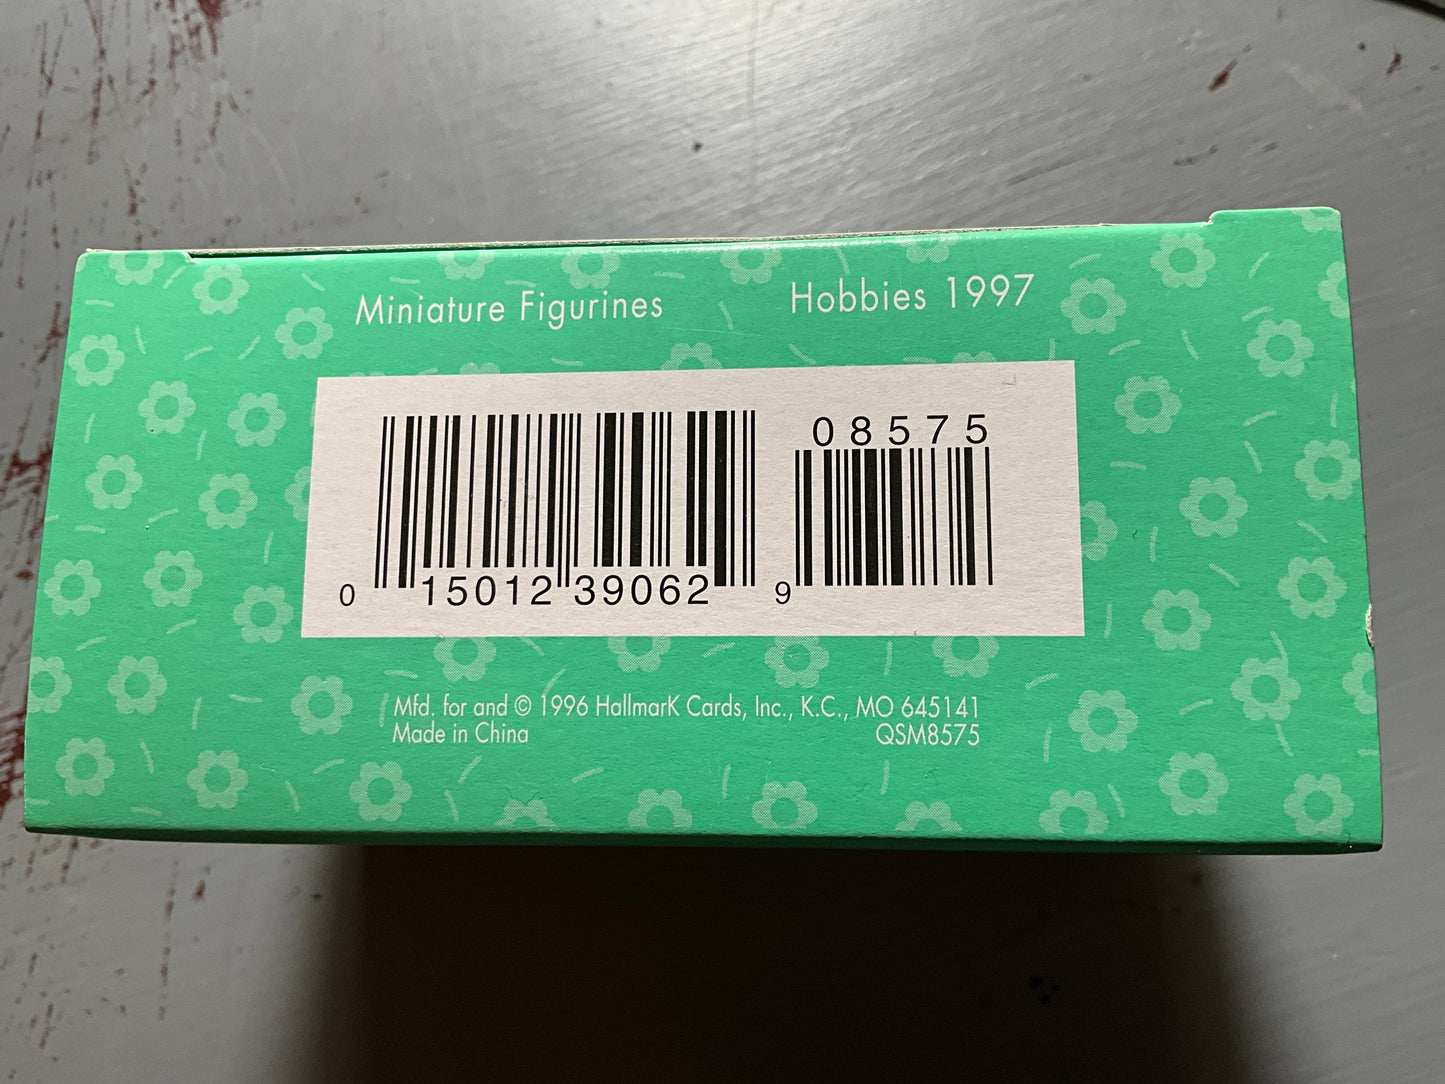 Miniature Figurines Hobbies 1997
08575
0 15012 39062 9
Mfd. for and © 1996 HallmarK Cards, Inc., K.C., MO 645141
Made in China QSM8575